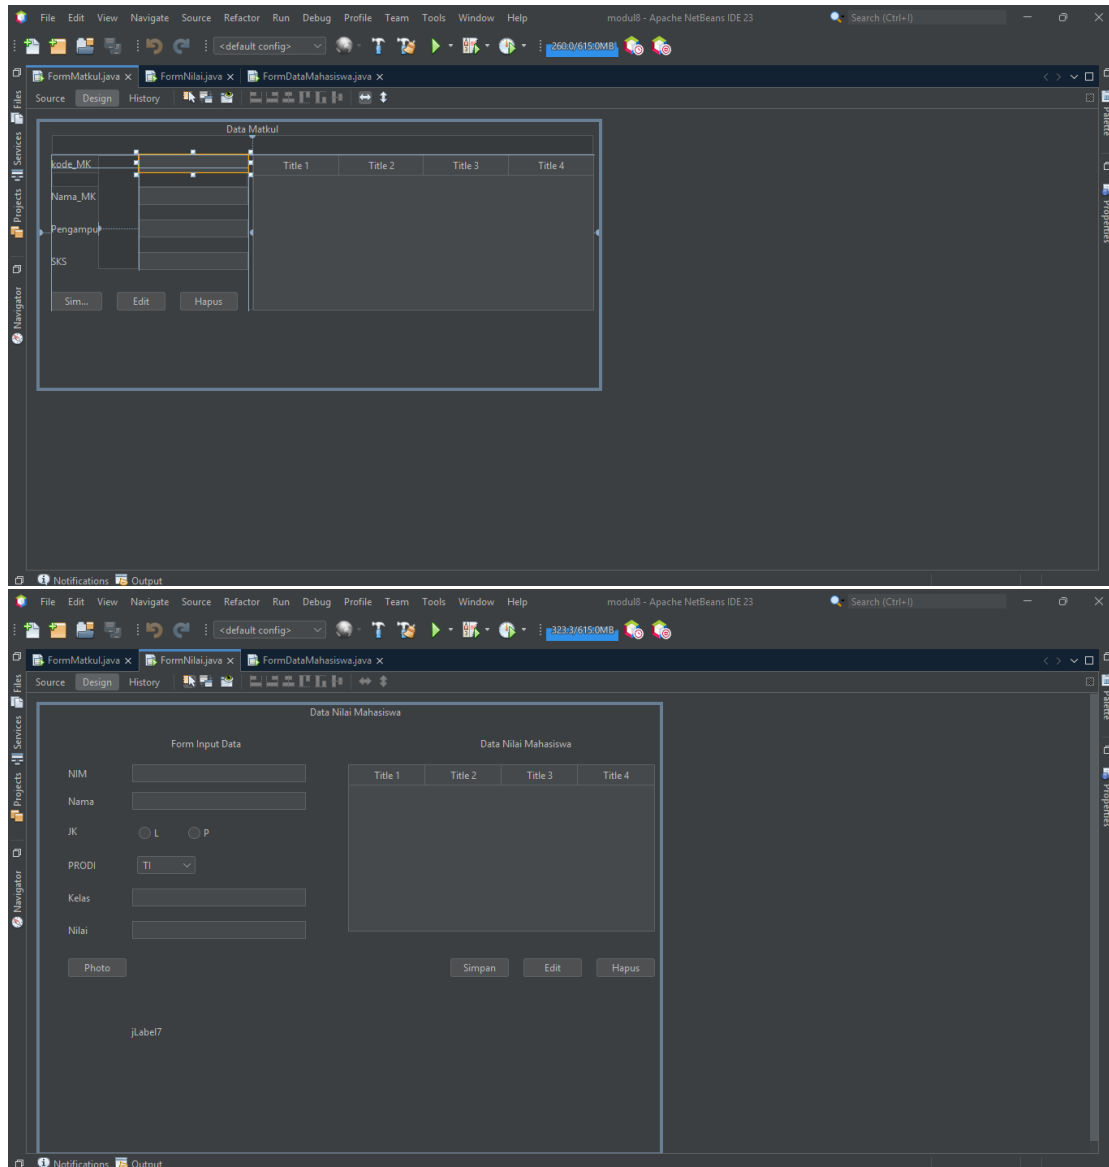 File Edit View Navigate Source Refactor Run Debug Profile Team Tools Window Help modul8 - Apache NetBeans IDE 23 Search (Ctrl+I)
<default config> 260.0/615.0MB
FormMatkul.java FormNilai.java FormDataMahasiswa.java
Source Design History
Files
Services
Projects
Navigator
Palette
Properties
Data Matkul
kode_MK Title 1 Title 2 Title 3 Title 4
Nama_MK
Pengampu
SKS
Sim... Edit Hapus
Notifications Output
File Edit View Navigate Source Refactor Run Debug Profile Team Tools Window Help modul8 - Apache NetBeans IDE 23 Search (Ctrl+I)
<default config> 323.3/615.0MB
FormMatkul.java FormNilai.java FormDataMahasiswa.java
Source Design History
Files
Services
Projects
Navigator
Palette
Properties
Data Nilai Mahasiswa
Form Input Data Data Nilai Mahasiswa
NIM Title 1 Title 2 Title 3 Title 4
Nama
JK L P
PRODI TI
Kelas
Nilai
Photo Simpan Edit Hapus
jLabel7
Notifications Output